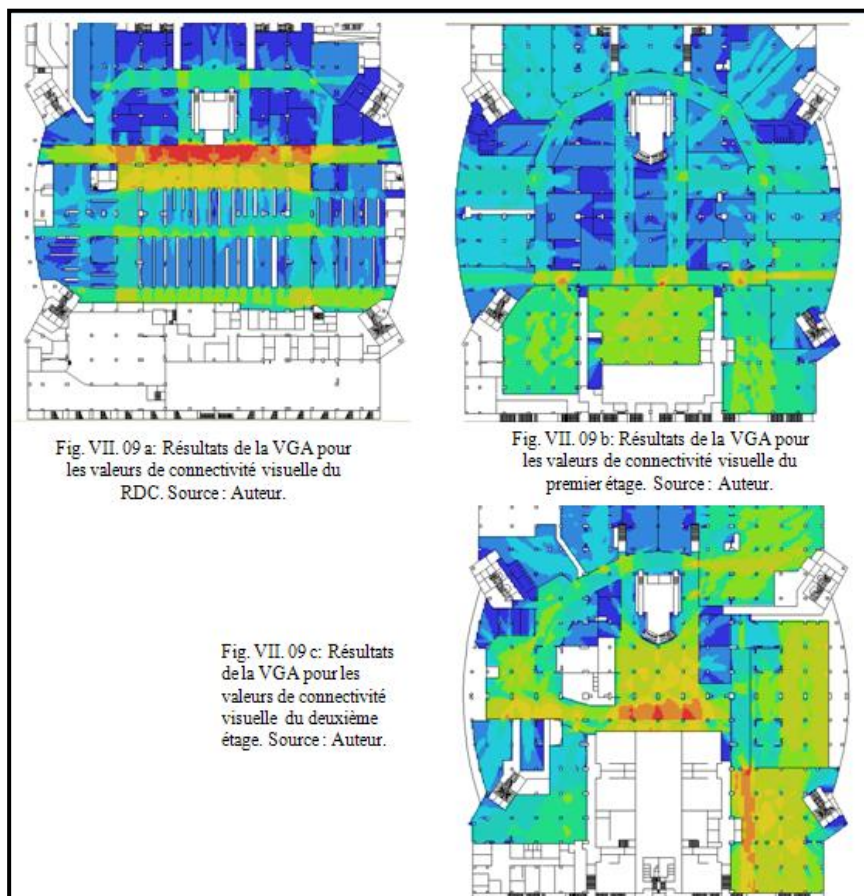 Fig. VII. 09 a: Résultats de la VGA pour
les valeurs de connectivité visuelle du
RDC. Source : Auteur.
Fig. VII. 09 b: Résultats de la VGA pour
les valeurs de connectivité visuelle du
premier étage. Source : Auteur.
Fig. VII. 09 c: Résultats
de la VGA pour les
valeurs de connectivité
visuelle du deuxième
étage. Source : Auteur.